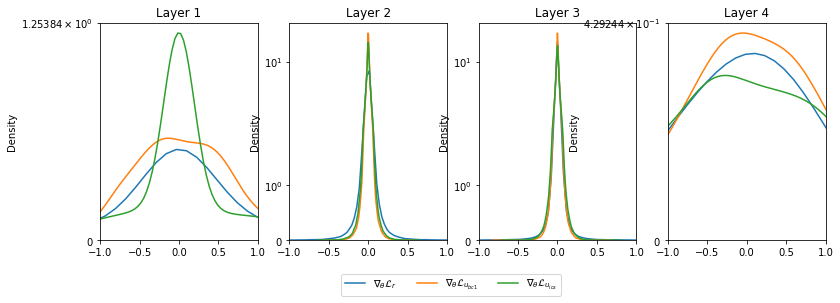 Layer 1 Layer 2 Layer 3 Layer 4
1.25384 × 10⁰ 4.29244 × 10⁻¹
10¹ 10¹
Density Density Density Density
10⁰ 10⁰
0 0 0 0
−1.0 −0.5 0.0 0.5 1.0 −1.0 −0.5 0.0 0.5 1.0 −1.0 −0.5 0.0 0.5 1.0 −1.0 −0.5 0.0 0.5 1.0
∇θℒr ∇θℒu_bc1 ∇θℒu_ics